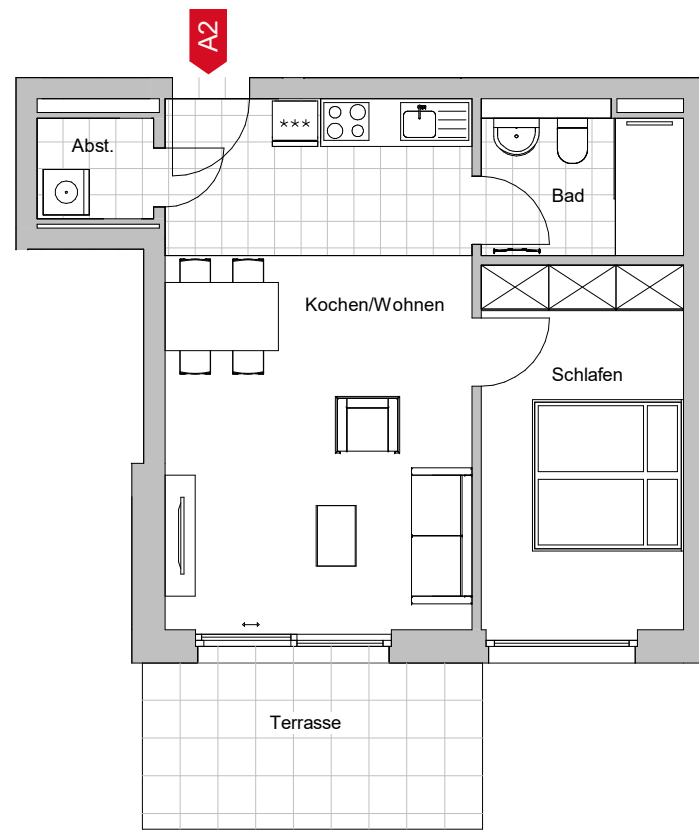 A2
Abst.
***
Bad
Kochen/Wohnen
Schlafen
Terrasse